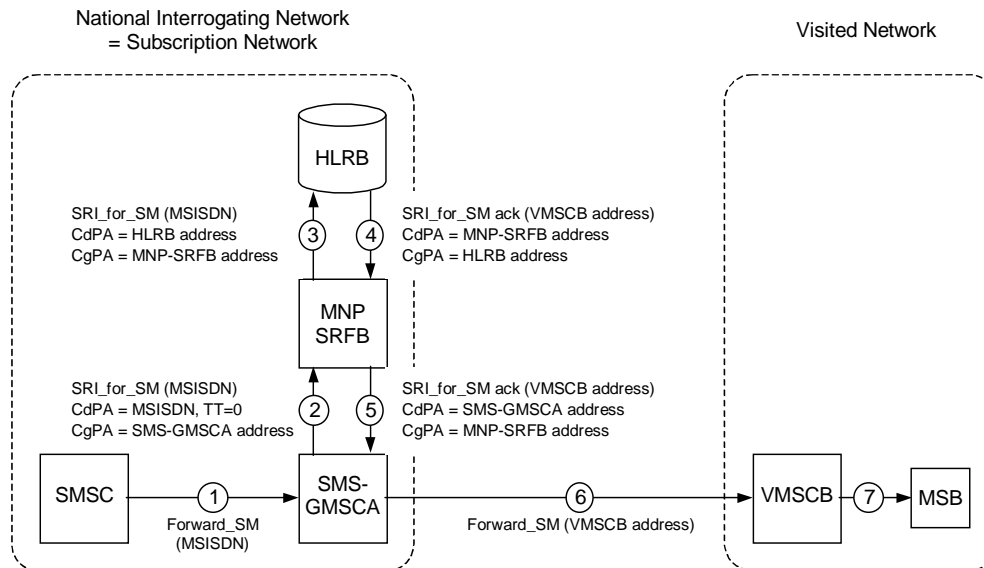 National Interrogating Network
= Subscription Network
Visited Network
HLRB
SRI_for_SM (MSISDN)
CdPA = HLRB address
CgPA = MNP-SRFB address
3
4
SRI_for_SM ack (VMSCB address)
CdPA = MNP-SRFB address
CgPA = HLRB address
MNP
SRFB
SRI_for_SM (MSISDN)
CdPA = MSISDN, TT=0
CgPA = SMS-GMSCA address
2
5
SRI_for_SM ack (VMSCB address)
CdPA = SMS-GMSCA address
CgPA = MNP-SRFB address
SMSC
1
Forward_SM
(MSISDN)
SMS-
GMSCA
6
Forward_SM (VMSCB address)
VMSCB
7
MSB